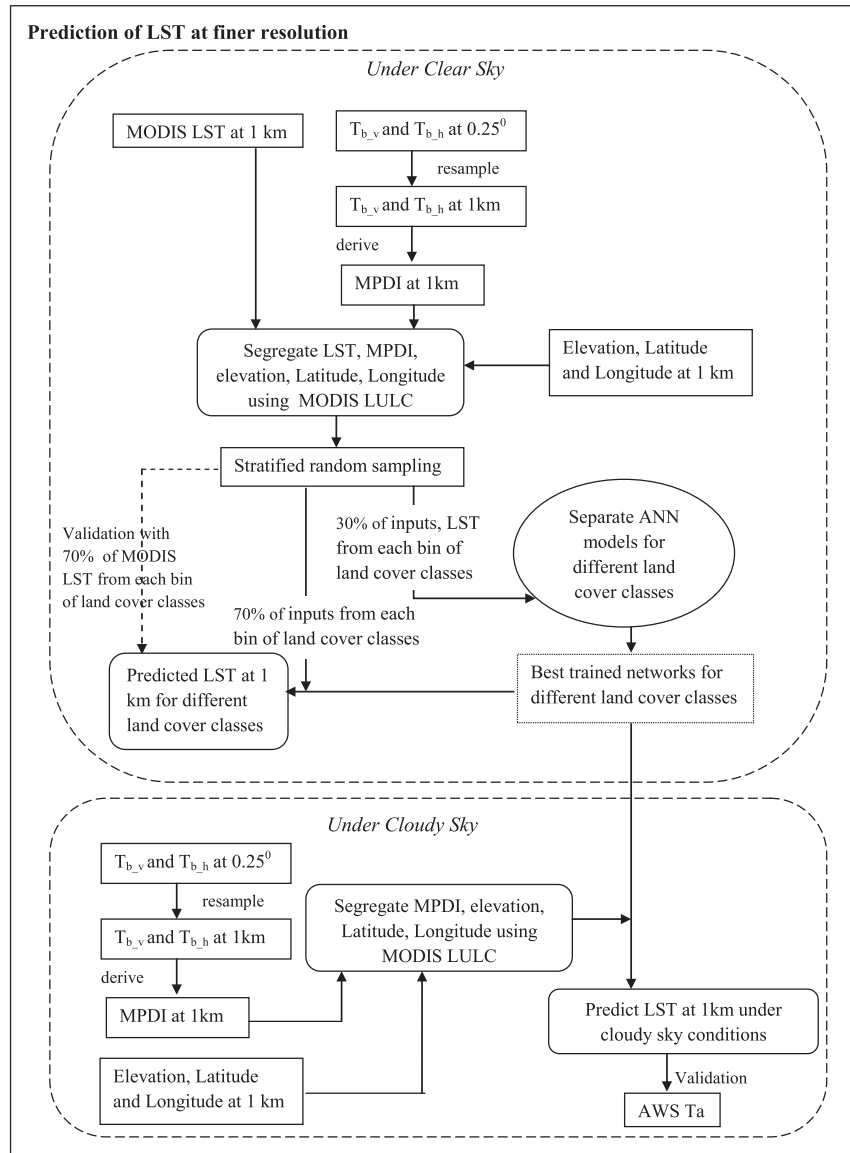 Prediction of LST at finer resolution
Under Clear Sky
MODIS LST at 1 km
T_b_v and T_b_h at 0.25⁰
resample
T_b_v and T_b_h at 1km
derive
MPDI at 1km
Segregate LST, MPDI,
elevation, Latitude, Longitude
using MODIS LULC
Elevation, Latitude
and Longitude at 1 km
Stratified random sampling
Validation with
70% of MODIS
LST from each bin
of land cover classes
30% of inputs, LST
from each bin of
land cover classes
Separate ANN
models for
different land
cover classes
70% of inputs from each
bin of land cover classes
Predicted LST at 1
km for different
land cover classes
Best trained networks for
different land cover classes
Under Cloudy Sky
T_b_v and T_b_h at 0.25⁰
resample
T_b_v and T_b_h at 1km
derive
MPDI at 1km
Segregate MPDI, elevation,
Latitude, Longitude using
MODIS LULC
Elevation, Latitude
and Longitude at 1 km
Predict LST at 1km under
cloudy sky conditions
Validation
AWS Ta